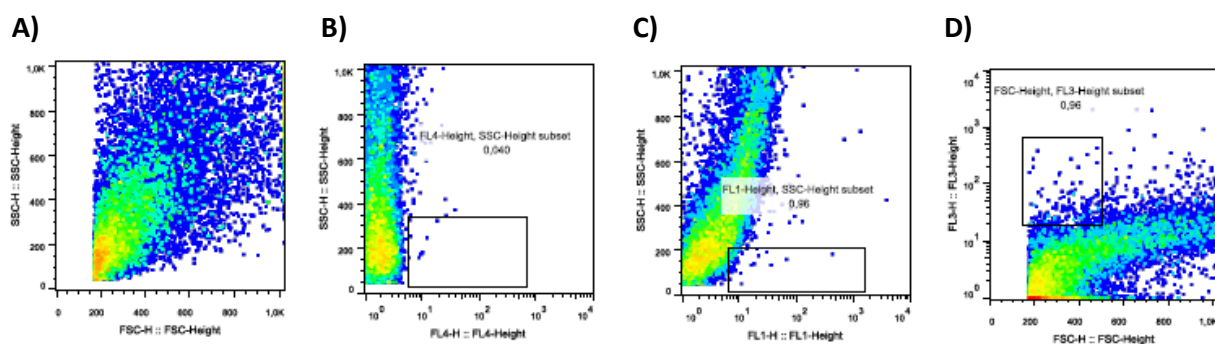 A)
1,0K
800
600
400
200
0
SSC-H :: SSC-Height
0 200 400 600 800 1,0K
FSC-H :: FSC-Height
B)
1,0K
800
600
400
200
0
SSC-H :: SSC-Height
FL4-Height, SSC-Height subset
0,040
10^0 10^1 10^2 10^3 10^4
FL4-H :: FL4-Height
C)
1,0K
800
600
400
200
0
SSC-H :: SSC-Height
FL1-Height, SSC-Height subset
0,96
10^0 10^1 10^2 10^3 10^4
FL1-H :: FL1-Height
D)
10^4
10^3
10^2
10^1
10^0
FL3-H :: FL3-Height
FSC-Height, FL3-Height subset
0,96
0 200 400 600 800 1,0K
FSC-H :: FSC-Height